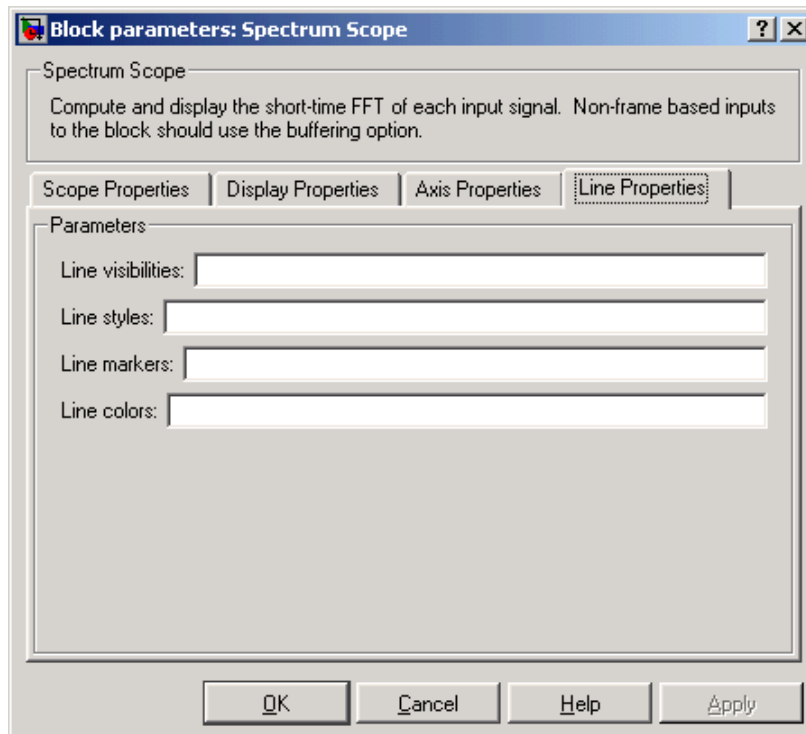 Block parameters: Spectrum Scope
Spectrum Scope
Compute and display the short-time FFT of each input signal. Non-frame based inputs
to the block should use the buffering option.
Scope Properties Display Properties Axis Properties Line Properties
Parameters
Line visibilities:
Line styles:
Line markers:
Line colors:
OK Cancel Help Apply